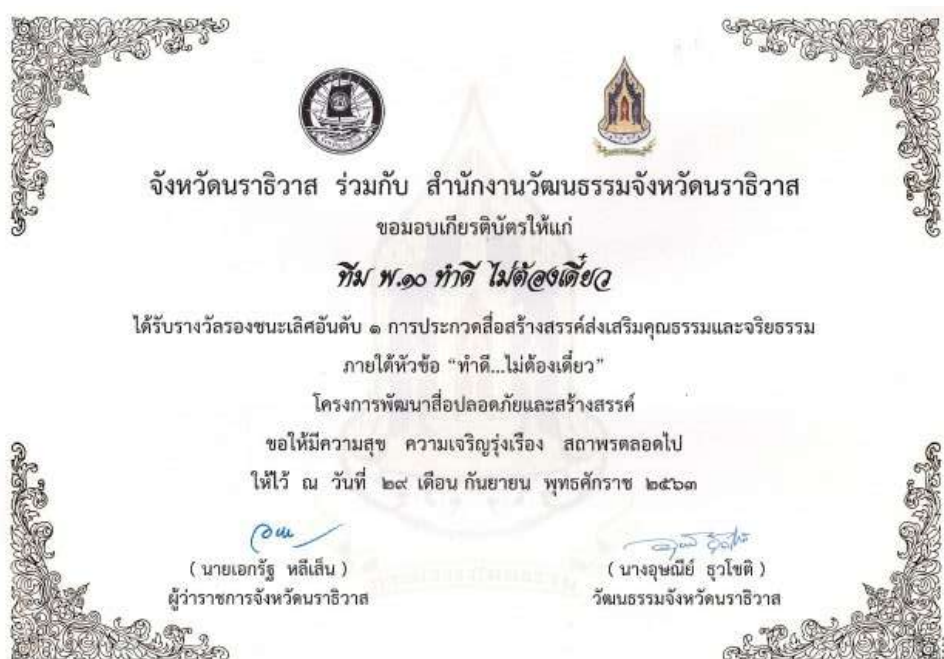 จังหวัดนราธิวาส ร่วมกับ สำนักงานวัฒนธรรมจังหวัดนราธิวาส
ขอมอบเกียรติบัตรให้แก่
ทีม พ.๑๐ ทำดี ไม่ต้องเดี๋ยว
ได้รับรางวัลรองชนะเลิศอันดับ ๑ การประกวดสื่อสร้างสรรค์ส่งเสริมคุณธรรมและจริยธรรม
ภายใต้หัวข้อ “ทำดี...ไม่ต้องเดี๋ยว”
โครงการพัฒนาสื่อปลอดภัยและสร้างสรรค์
ขอให้มีความสุข ความเจริญรุ่งเรือง สถาพรตลอดไป
ให้ไว้ ณ วันที่ ๒๙ เดือน กันยายน พุทธศักราช ๒๕๖๓
( นายเอกรัฐ หลีเส็น ) ( นางอุษณีย์ ธุวโชติ )
ผู้ว่าราชการจังหวัดนราธิวาส วัฒนธรรมจังหวัดนราธิวาส